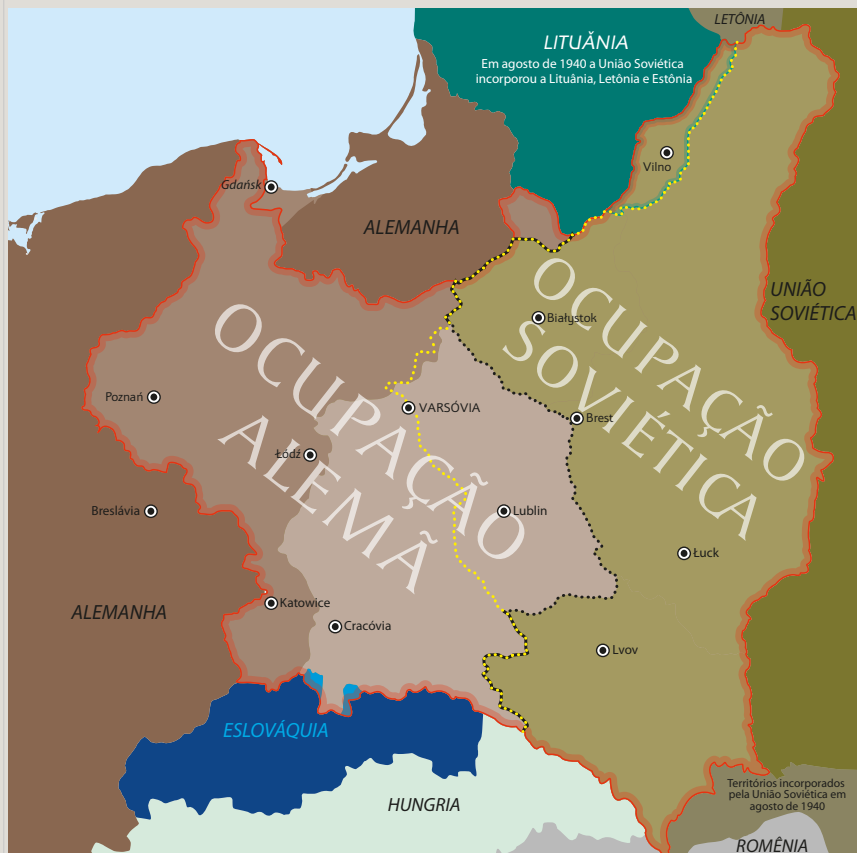 LETÔNIA
LITUÂNIA
Em agosto de 1940 a União Soviética
incorporou a Lituânia, Letônia e Estônia
Vilno
Gdańsk
ALEMANHA
UNIÃO
SOVIÉTICA
OCUPAÇÃO
SOVIÉTICA
Białystok
OCUPAÇÃO
ALEMÃ
Poznań
VARSÓVIA
Brest
Łódź
Breslávia
Lublin
Łuck
ALEMANHA
Katowice
Cracóvia
Lvov
ESLOVÁQUIA
HUNGRIA
Territórios incorporados
pela União Soviética em
agosto de 1940
ROMÊNIA